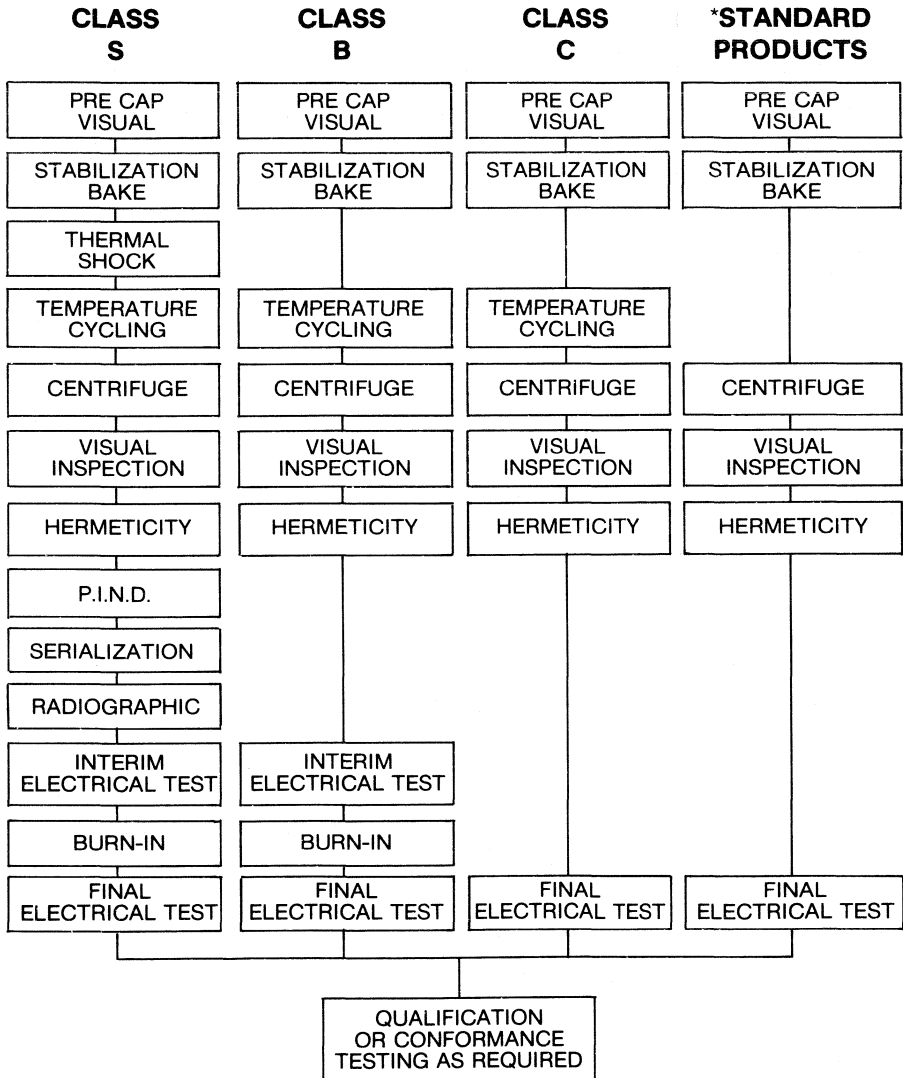 CLASS
S
CLASS
B
CLASS
C
*STANDARD
PRODUCTS
PRE CAP
VISUAL
PRE CAP
VISUAL
PRE CAP
VISUAL
PRE CAP
VISUAL
STABILIZATION
BAKE
STABILIZATION
BAKE
STABILIZATION
BAKE
STABILIZATION
BAKE
THERMAL
SHOCK
TEMPERATURE
CYCLING
TEMPERATURE
CYCLING
TEMPERATURE
CYCLING
CENTRIFUGE
CENTRIFUGE
CENTRIFUGE
CENTRIFUGE
VISUAL
INSPECTION
VISUAL
INSPECTION
VISUAL
INSPECTION
VISUAL
INSPECTION
HERMETICITY
HERMETICITY
HERMETICITY
HERMETICITY
P.I.N.D.
SERIALIZATION
RADIOGRAPHIC
INTERIM
ELECTRICAL TEST
INTERIM
ELECTRICAL TEST
BURN-IN
BURN-IN
FINAL
ELECTRICAL TEST
FINAL
ELECTRICAL TEST
FINAL
ELECTRICAL TEST
FINAL
ELECTRICAL TEST
QUALIFICATION
OR CONFORMANCE
TESTING AS REQUIRED